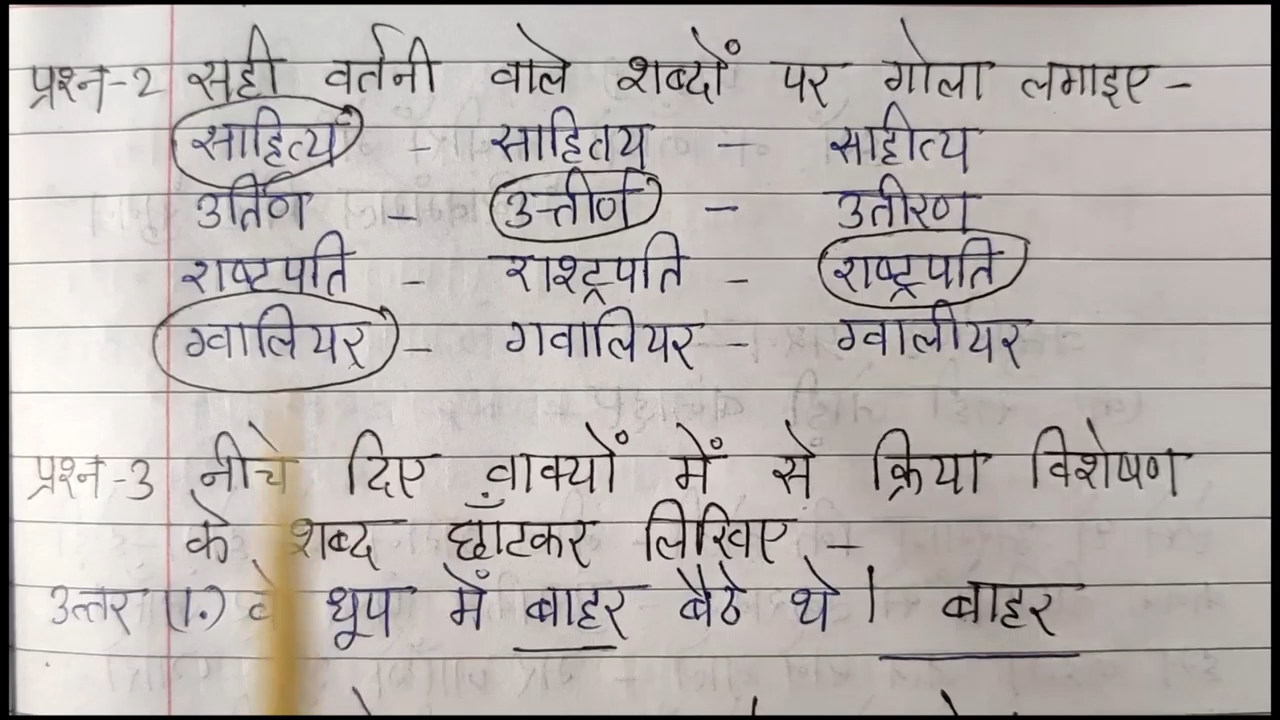 प्रश्न-2 सही वर्तनी वाले शब्दों पर गोला लगाइए -
साहित्य - साहितय - साहीत्य
उर्तिण - उत्तीर्ण - उतीरण
राष्टपति - राश्ट्रपति - राष्ट्रपति
ग्वालियर - गवालियर - ग्वालीयर
प्रश्न-3 नीचे दिए वाक्यों में से क्रिया विशेषण
के शब्द छाँटकर लिखिए -
उत्तर (1.) वे धूप में बाहर बैठे थे। बाहर